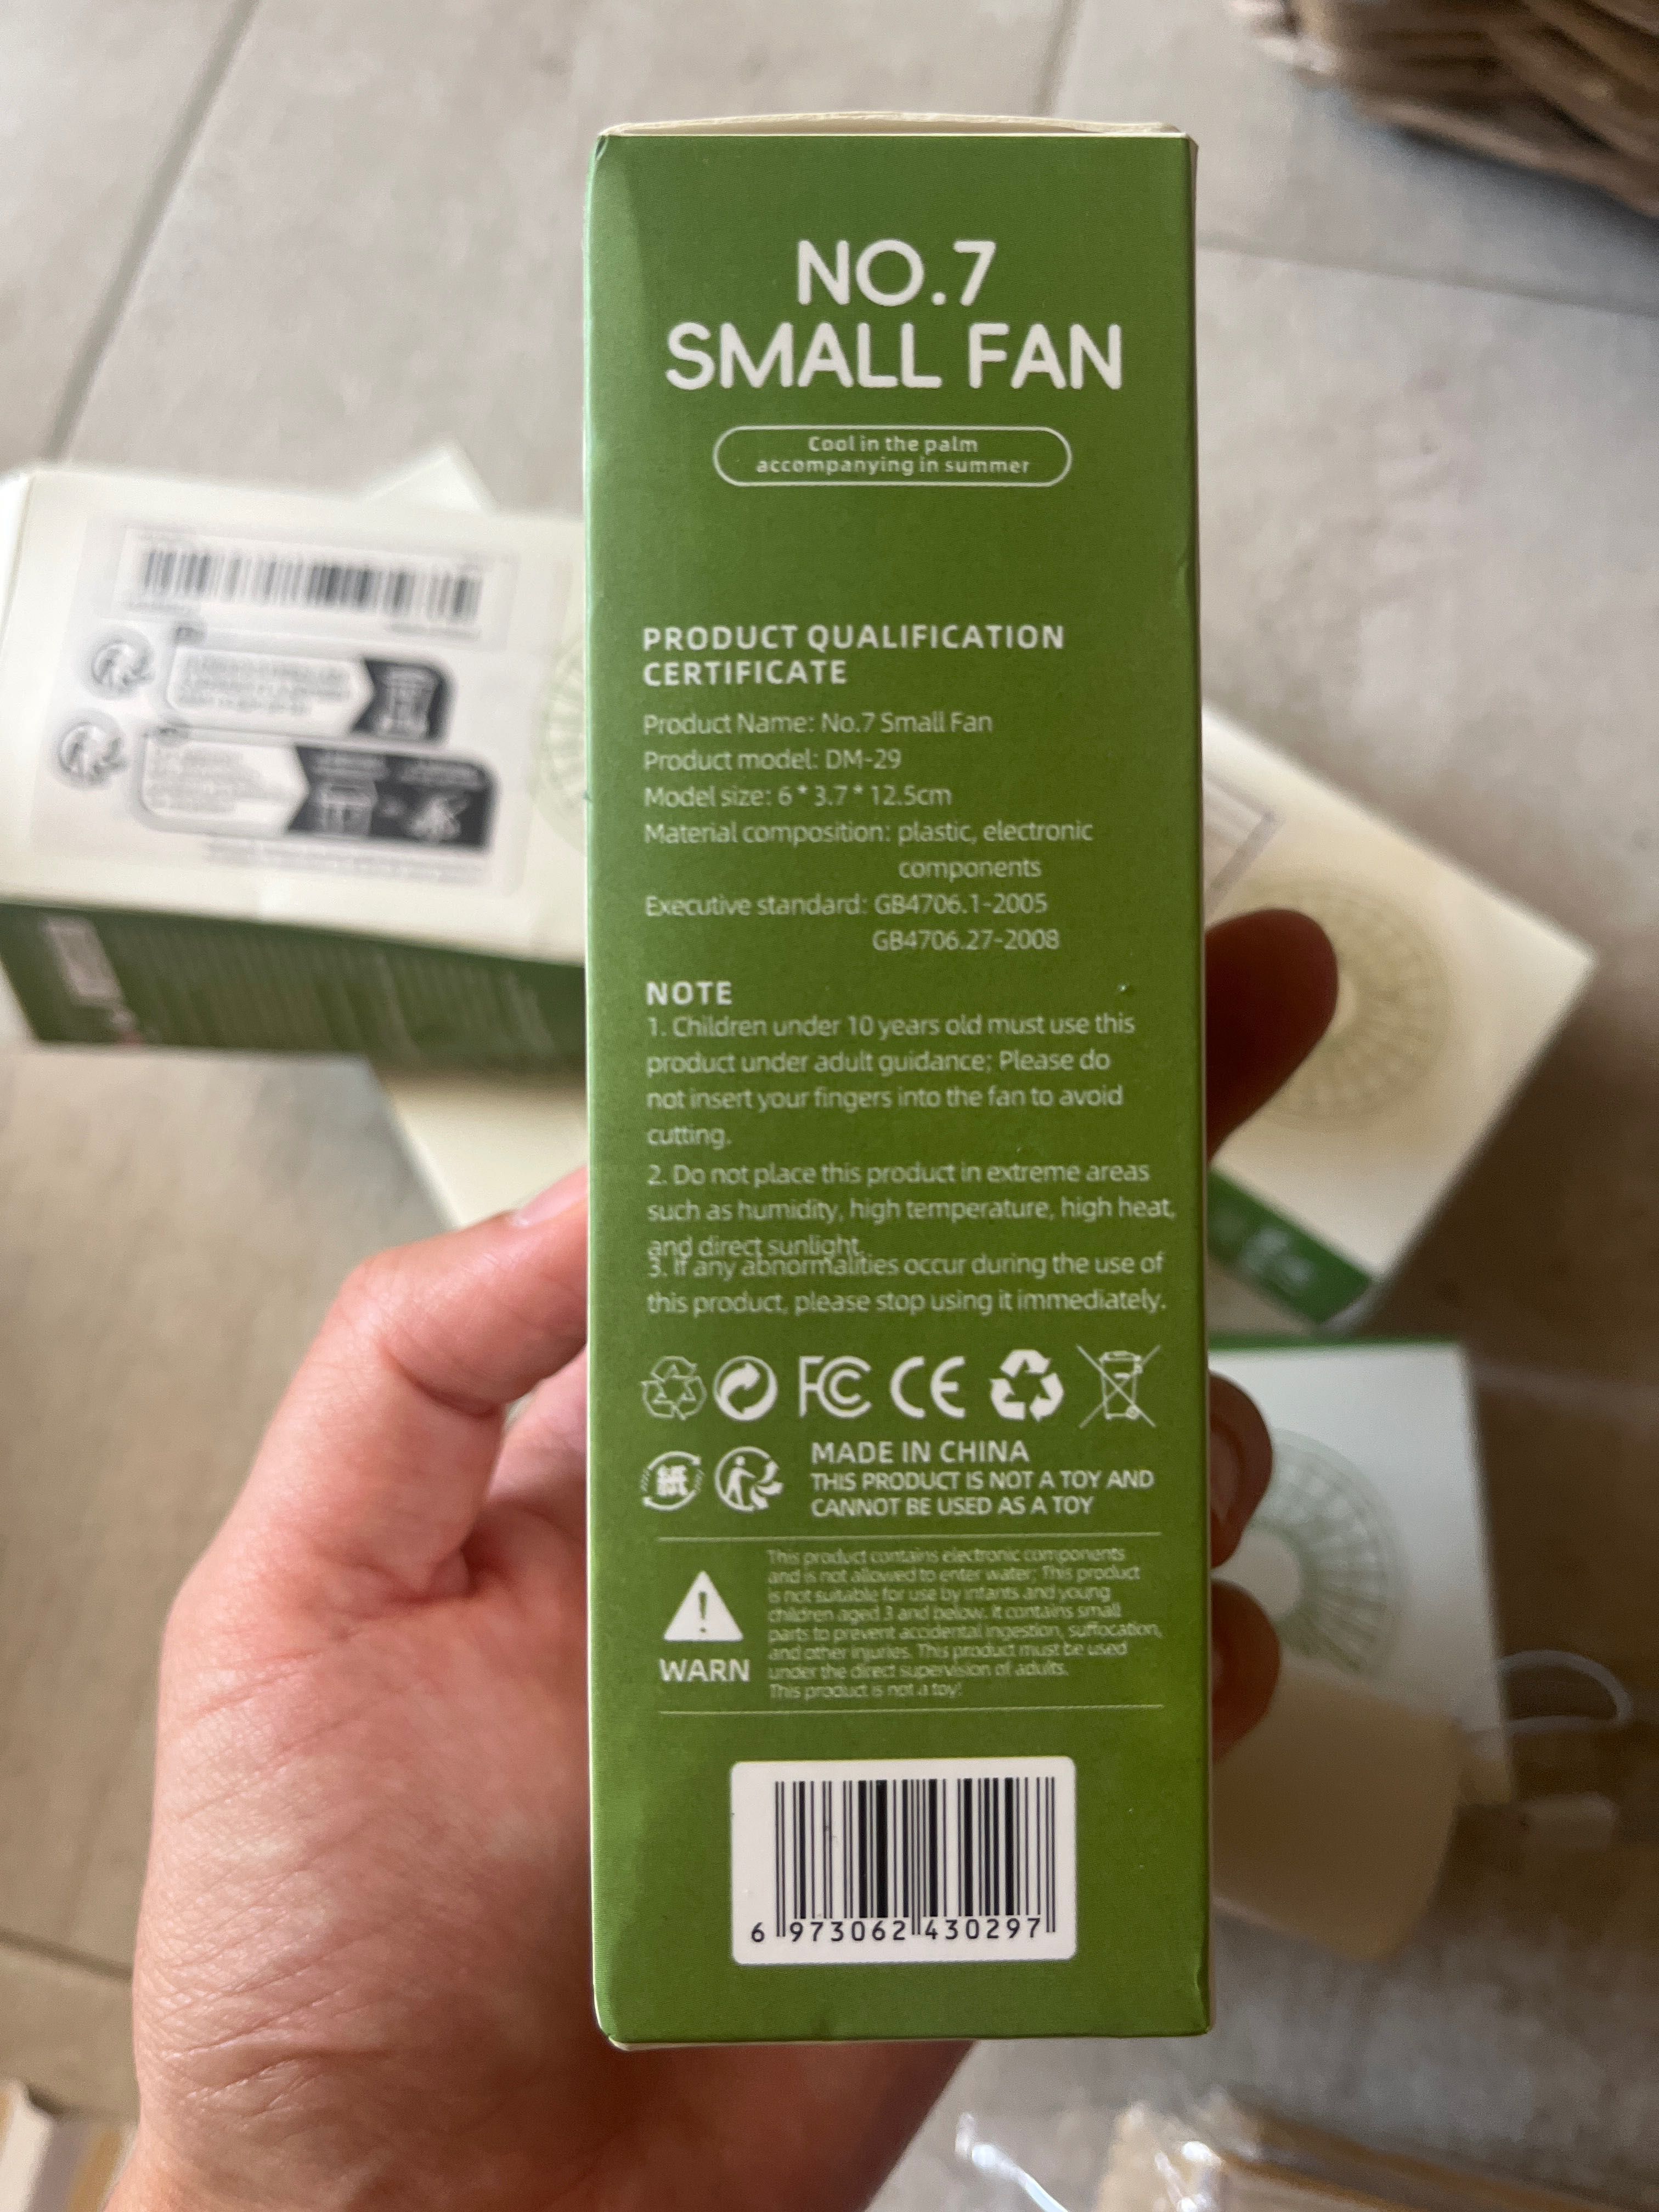 NO.7
SMALL FAN
Cool in the palm
accompanying in summer
PRODUCT QUALIFICATION
CERTIFICATE
Product Name: No.7 Small Fan
Product model: DM-29
Model size: 6*3.7*12.5cm
Material composition: plastic, electronic
components
Executive standard: GB4706.1-2005
GB4706.27-2008
NOTE
1. Children under 10 years old must use this
product under adult guidance; Please do
not insert your fingers into the fan to avoid
cutting.
2. Do not place this product in extreme areas
such as humidity, high temperature, high heat,
and direct sunlight.
3. If any abnormalities occur during the use of
this product, please stop using it immediately.
FC CE
MADE IN CHINA
THIS PRODUCT IS NOT A TOY AND
CANNOT BE USED AS A TOY
This product contains electronic components
and is not allowed to enter water; This product
is not suitable for use by infants and young
children aged 3 and below. It contains small
parts to prevent accidental ingestion, suffocation,
and other injuries. This product must be used
under the direct supervision of adults.
This product is not a toy!
WARN
6 973062 430297